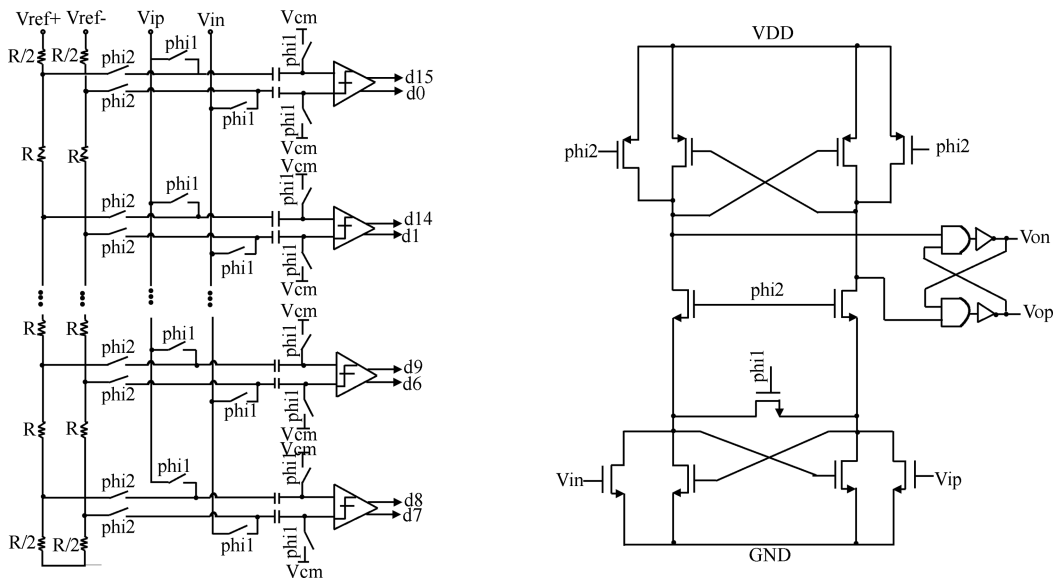 Vref+ Vref- Vip Vin Vcm
R/2 R/2 phi2 phi1 phi1
d15
d0
phi2 phi1 phi1
Vcm
R R Vcm
phi2 phi1 phi1
d14
d1
phi2 phi1 phi1
Vcm
R R Vcm
phi2 phi1 phi1
d9
d6
phi2 phi1 phi1
R R Vcm
Vcm
phi2 phi1 phi1
d8
d7
phi2 phi1 phi1
R/2 R/2
Vcm
VDD
phi2 phi2
Von
phi2
Vop
phi1
Vin Vip
GND